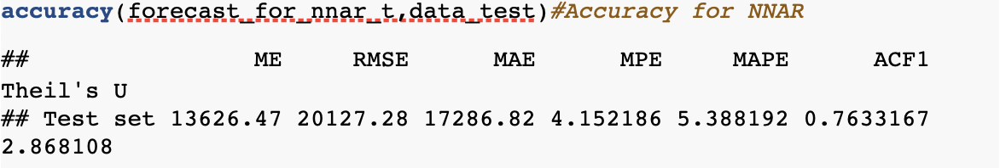 accuracy(forecast_for_nnar_t,data_test)#Accuracy for NNAR
## ME RMSE MAE MPE MAPE ACF1
Theil's U
## Test set 13626.47 20127.28 17286.82 4.152186 5.388192 0.7633167
2.868108